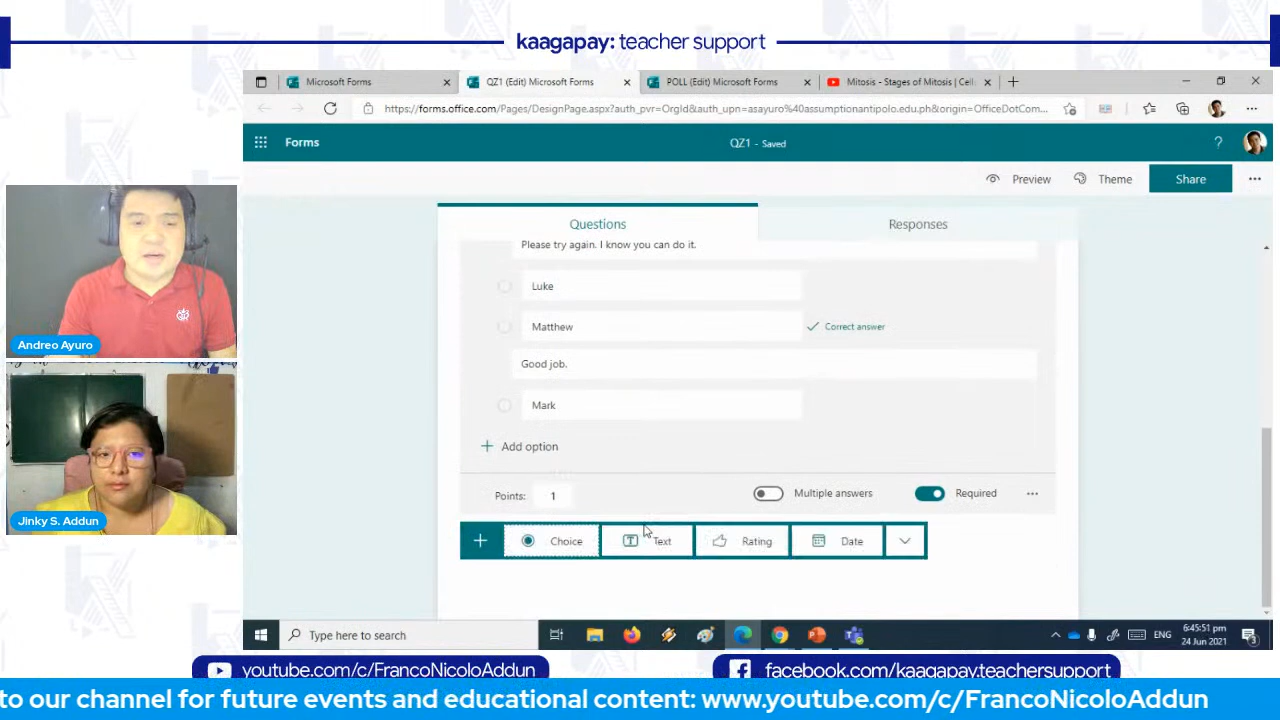 kaagapay: teacher support
Microsoft Forms
QZ1 (Edit) Microsoft Forms
POLL (Edit) Microsoft Forms
Mitosis - Stages of Mitosis | Cell
https://forms.office.com/Pages/DesignPage.aspx?auth_pvr=OrgId&auth_upn=asayuro%40assumptionantipolo.edu.ph&origin=OfficeDotCom...
Forms
QZ1 - Saved
?
Preview
Theme
Share
Questions
Responses
Please try again. I know you can do it.
Luke
Matthew
Correct answer
Good job.
Mark
Add option
Points: 1
Multiple answers
Required
Choice
Text
Rating
Date
Andreo Ayuro
Jinky S. Addun
Type here to search
ENG
6:45:51 pm
24 Jun 2021
3
youtube.com/c/FrancoNicoloAddun
facebook.com/kaagapay.teachersupport
to our channel for future events and educational content: www.youtube.com/c/FrancoNicoloAddun